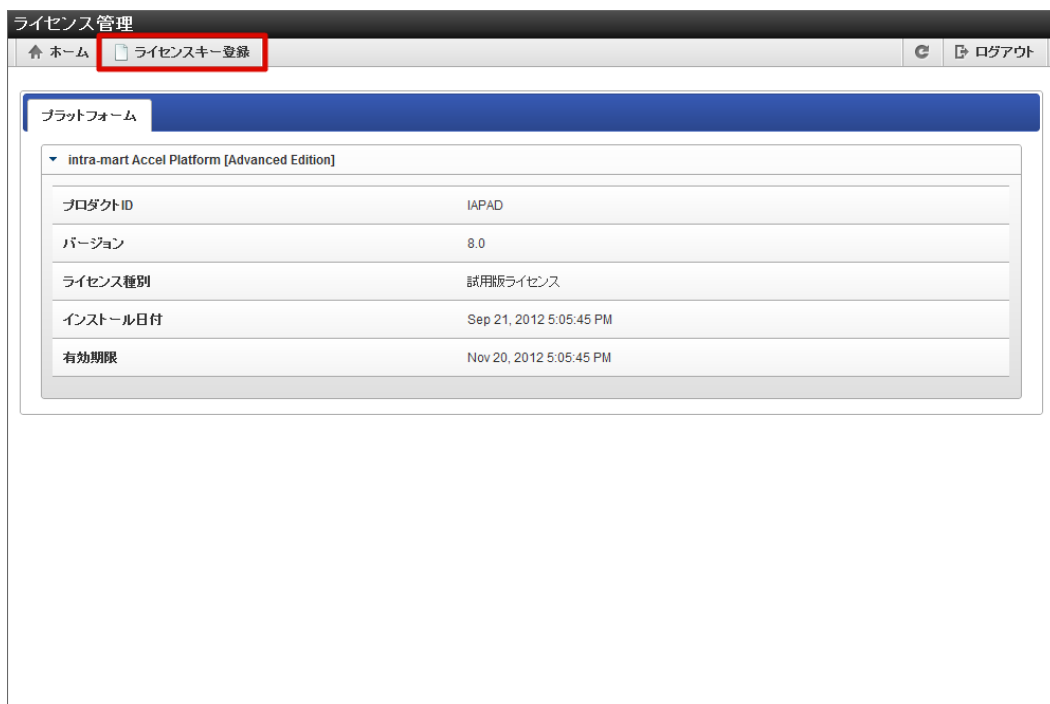 ライセンス管理
ホーム ライセンスキー登録 ログアウト
プラットフォーム
intra-mart Accel Platform [Advanced Edition]
プロダクトID IAPAD
バージョン 8.0
ライセンス種別 試用版ライセンス
インストール日付 Sep 21, 2012 5:05:45 PM
有効期限 Nov 20, 2012 5:05:45 PM